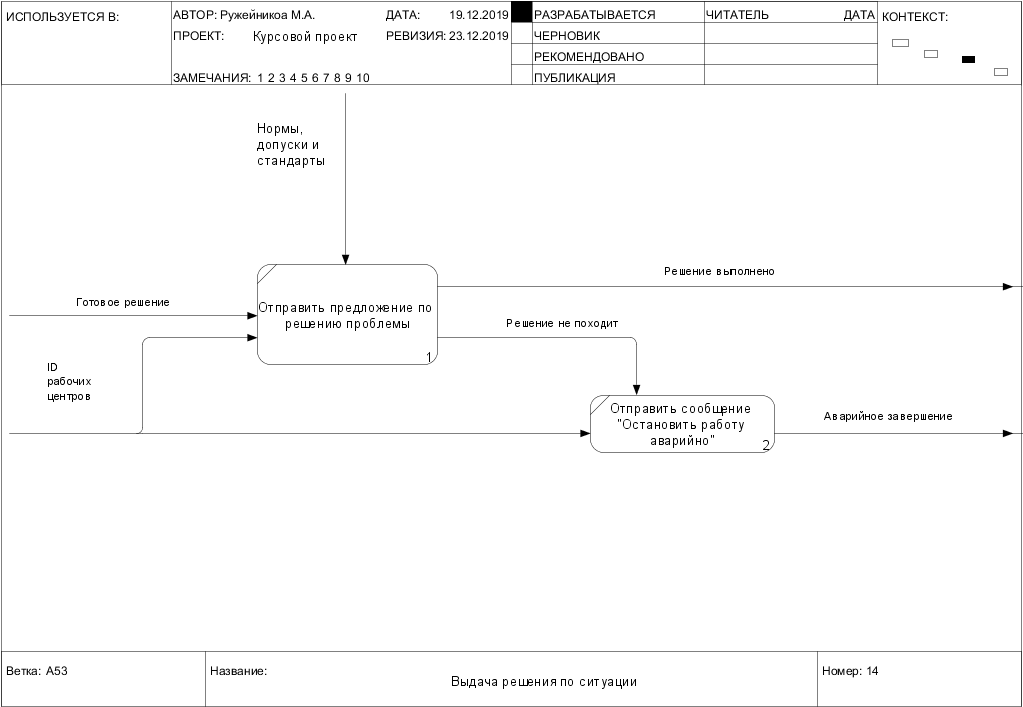 ИСПОЛЬЗУЕТСЯ В:
АВТОР: Ружейникоа М.А.
ДАТА: 19.12.2019
ПРОЕКТ: Курсовой проект
РЕВИЗИЯ: 23.12.2019
ЗАМЕЧАНИЯ: 1 2 3 4 5 6 7 8 9 10
РАЗРАБАТЫВАЕТСЯ
ЧЕРНОВИК
РЕКОМЕНДОВАНО
ПУБЛИКАЦИЯ
ЧИТАТЕЛЬ ДАТА
КОНТЕКСТ:
Нормы,
допуски и
стандарты
Решение выполнено
Готовое решение
Отправить предложение по
решению проблемы
1
Решение не походит
ID
рабочих
центров
Отправить сообщение
"Остановить работу
аварийно"
2
Аварийное завершение
Ветка: A53
Название:
Выдача решения по ситуации
Номер: 14